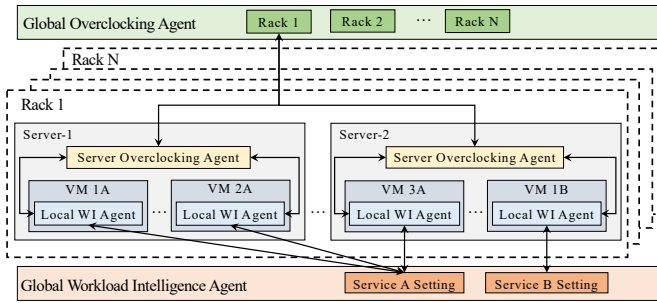 Global Overclocking Agent Rack 1 Rack 2 ... Rack N
Rack N
Rack 1
Server-1 Server-2
Server Overclocking Agent Server Overclocking Agent
VM 1A VM 2A VM 3A VM 1B
Local WI Agent ... Local WI Agent ... Local WI Agent ... Local WI Agent
Global Workload Intelligence Agent Service A Setting Service B Setting